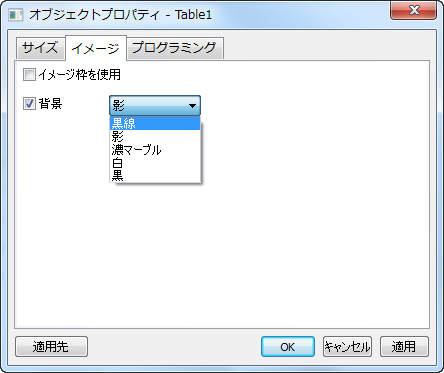 オブジェクトプロパティ - Table1
サイズ イメージ プログラミング
イメージ枠を使用
背景 影
黒線
影
濃マーブル
白
黒
適用先 OK キャンセル 適用